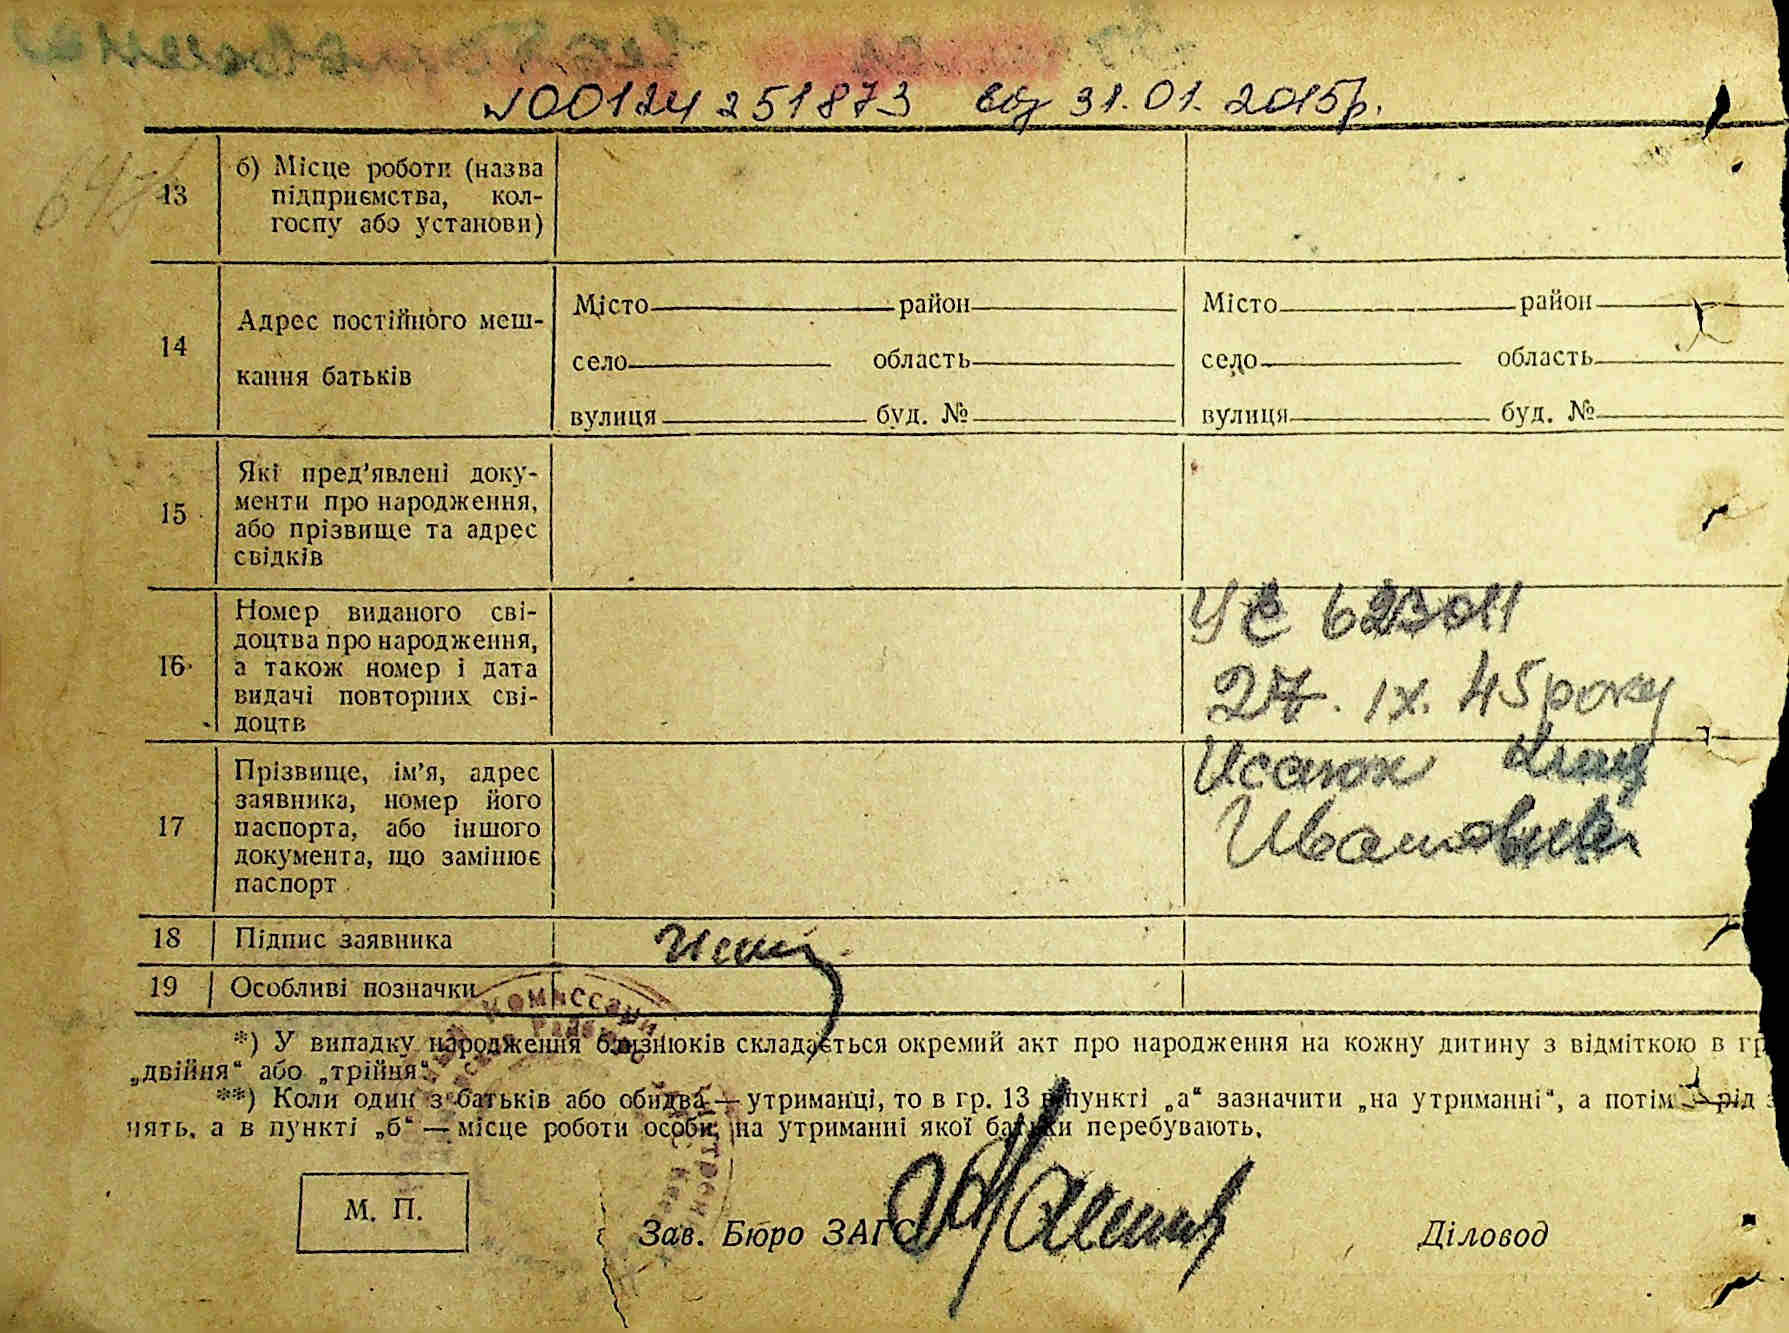 №00124251873 від 31.01.2015р.
13 б) Місце роботи (назва
підприємства, кол-
госпу або установи)
14 Адрес постійного меш-
кання батьків
Місто район Місто район
село область село область
вулиця буд. № вулиця буд. №
15 Які пред'явлені доку-
менти про народження,
або прізвище та адрес
свідків
16 Номер виданого сві-
доцтва про народження,
а також номер і дата
видачі повторних сві-
доцтв
УС 623011
27. IX. 45 року
17 Прізвище, ім'я, адрес
заявника, номер його
паспорта, або іншого
документа, що замінює
паспорт
Исаюк
Иванович
18 Підпис заявника
19 Особливі позначки
*) У випадку народження близнюків складається окремий акт про народження на кожну дитину з відміткою в гр
„двійня“ або „трійня“.
**) Коли один з батьків або обидва — утриманці, то в гр. 13 в пункті „а“ зазначити „на утриманні“, а потім рід з
нять, а в пункті „б“ — місце роботи особи, на утриманні якої батьки перебувають.
М. П.
Зав. Бюро ЗАГС Діловод